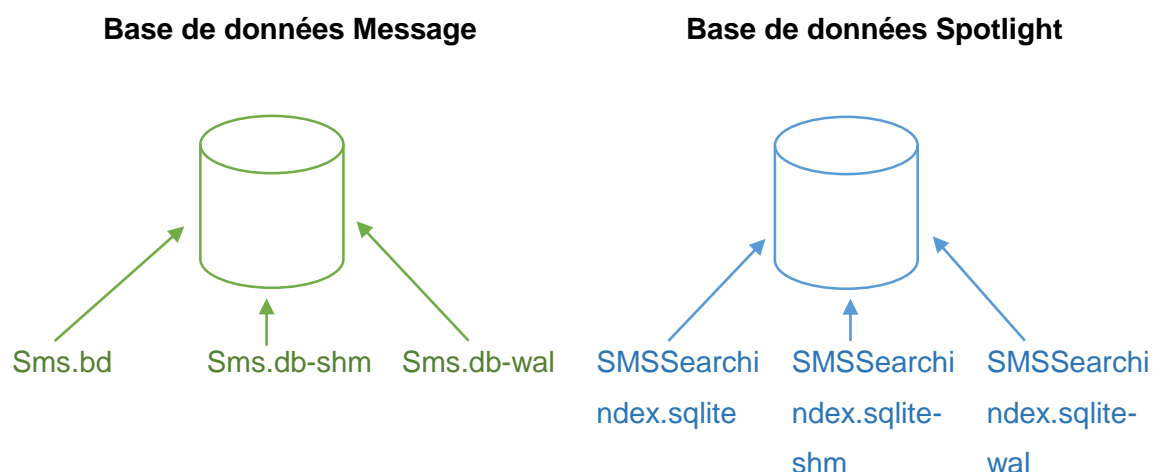 Base de données Message
Base de données Spotlight
Sms.bd
Sms.db-shm
Sms.db-wal
SMSSearchi
ndex.sqlite
SMSSearchi
ndex.sqlite-
shm
SMSSearchi
ndex.sqlite-
wal